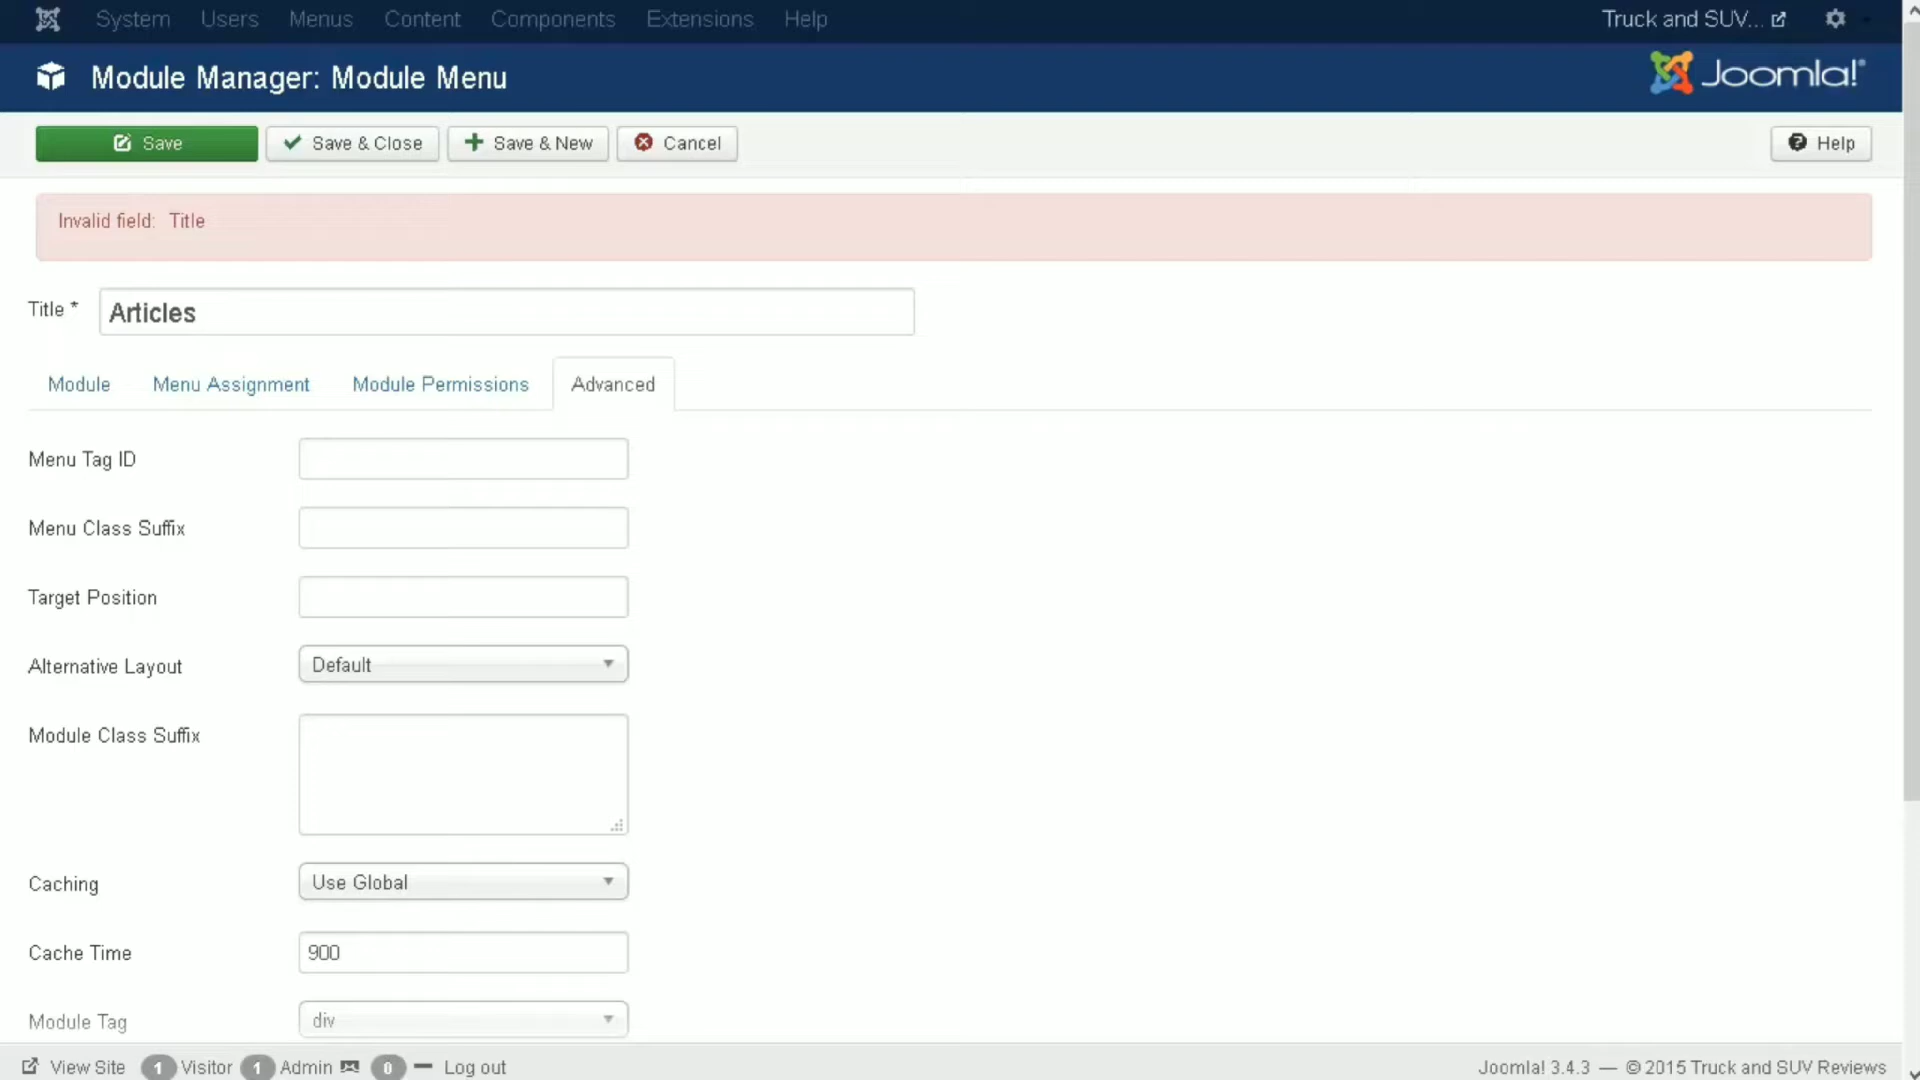 System Users Menus Content Components Extensions Help Truck and SUV...
Module Manager: Module Menu Joomla!®
Save Save & Close Save & New Cancel Help
Invalid field: Title
Title * Articles
Module Menu Assignment Module Permissions Advanced
Menu Tag ID
Menu Class Suffix
Target Position
Alternative Layout Default
Module Class Suffix
Caching Use Global
Cache Time 900
Module Tag div
View Site 1 Visitor 1 Admin 0 Log out Joomla! 3.4.3 — © 2015 Truck and SUV Reviews